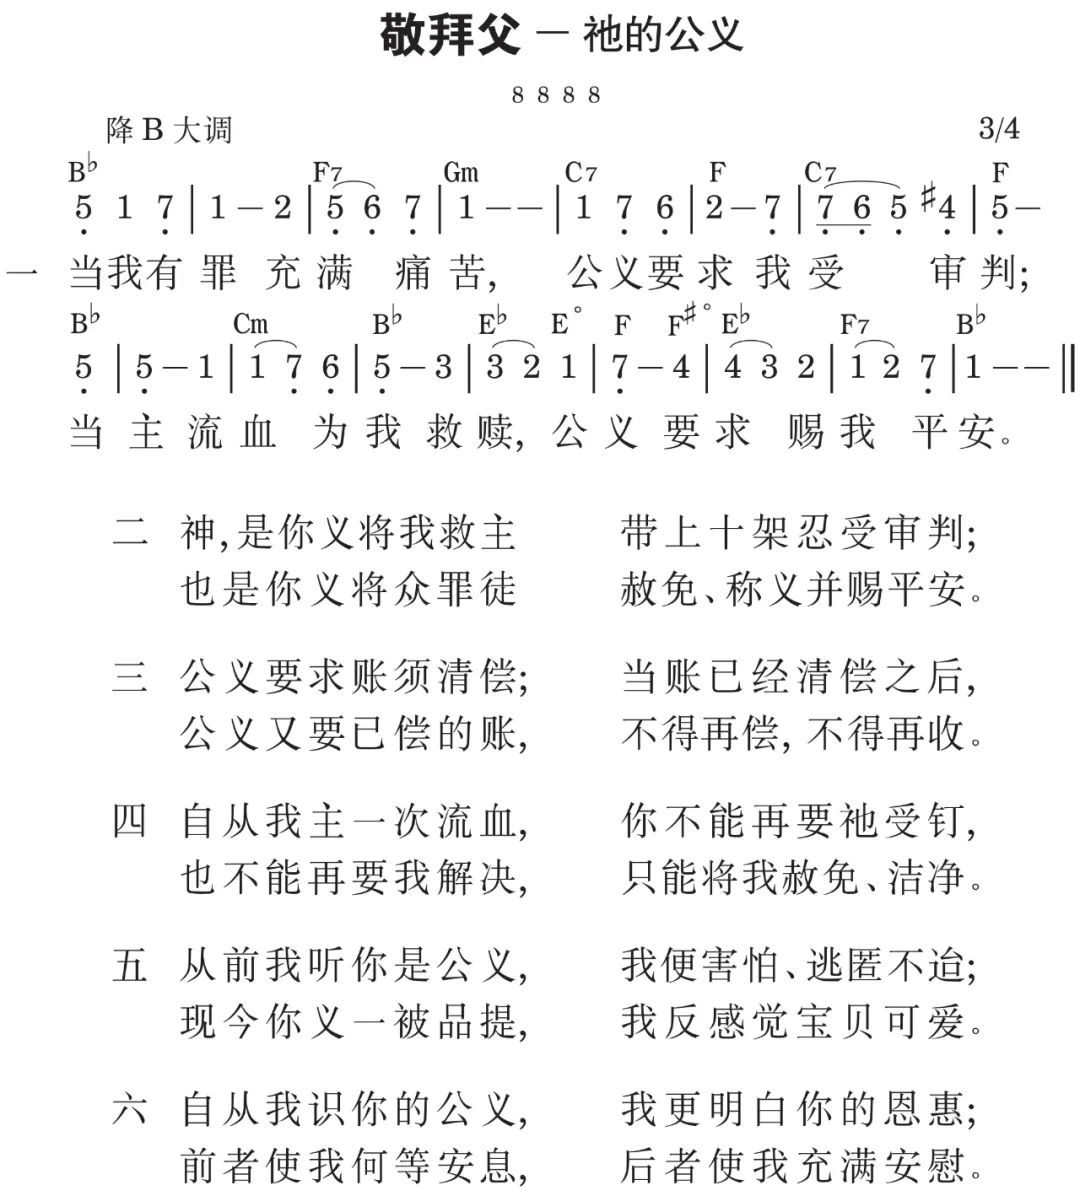 敬拜父 — 祂的公义
8 8 8 8
降 B 大调 3/4
B♭ F7 Gm C7 F C7 F
5̣ 1 7̣ | 1 – 2 | 5̣ 6̣ 7̣ | 1 – – | 1 7̣ 6̣ | 2 – 7̣ | 7̣ 6̣ 5̣ ♯4̣ | 5̣ –
一 当我有罪充满痛苦, 公义要求我受审判;
B♭ Cm B♭ E♭ E° F F♯° E♭ F7 B♭
5̣ | 5̣ – 1 | 1 7̣ 6̣ | 5̣ – 3 | 3 2 1 | 7̣ – 4 | 4 3 2 | 1 2 7̣ | 1 – – ‖
当主流血为我救赎, 公义要求赐我平安。
二 神, 是你义将我救主 带上十架忍受审判;
也是你义将众罪徒 赦免、称义并赐平安。
三 公义要求账须清偿; 当账已经清偿之后,
公义又要已偿的账, 不得再偿, 不得再收。
四 自从我主一次流血, 你不能再要祂受钉,
也不能再要我解决, 只能将我赦免、洁净。
五 从前我听你是公义, 我便害怕、逃匿不迨;
现今你义一被品提, 我反感觉宝贝可爱。
六 自从我识你的公义, 我更明白你的恩惠;
前者使我何等安息, 后者使我充满安慰。